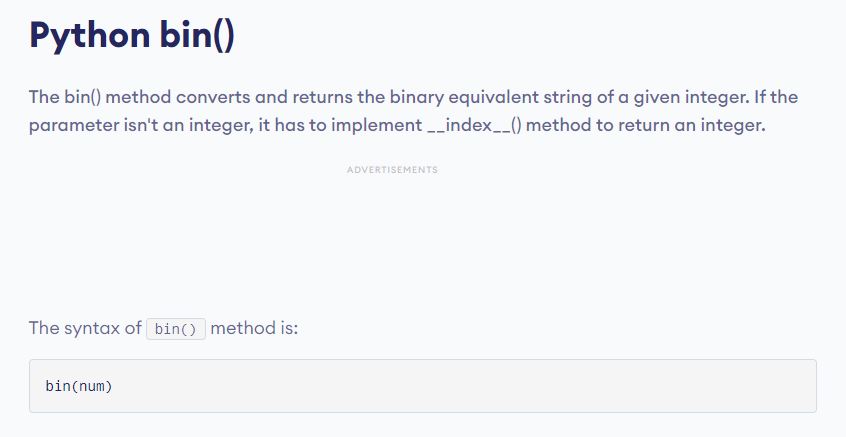 Python bin()
The bin() method converts and returns the binary equivalent string of a given integer. If the
parameter isn't an integer, it has to implement __index__() method to return an integer.
ADVERTISEMENTS
The syntax of bin() method is:
bin(num)